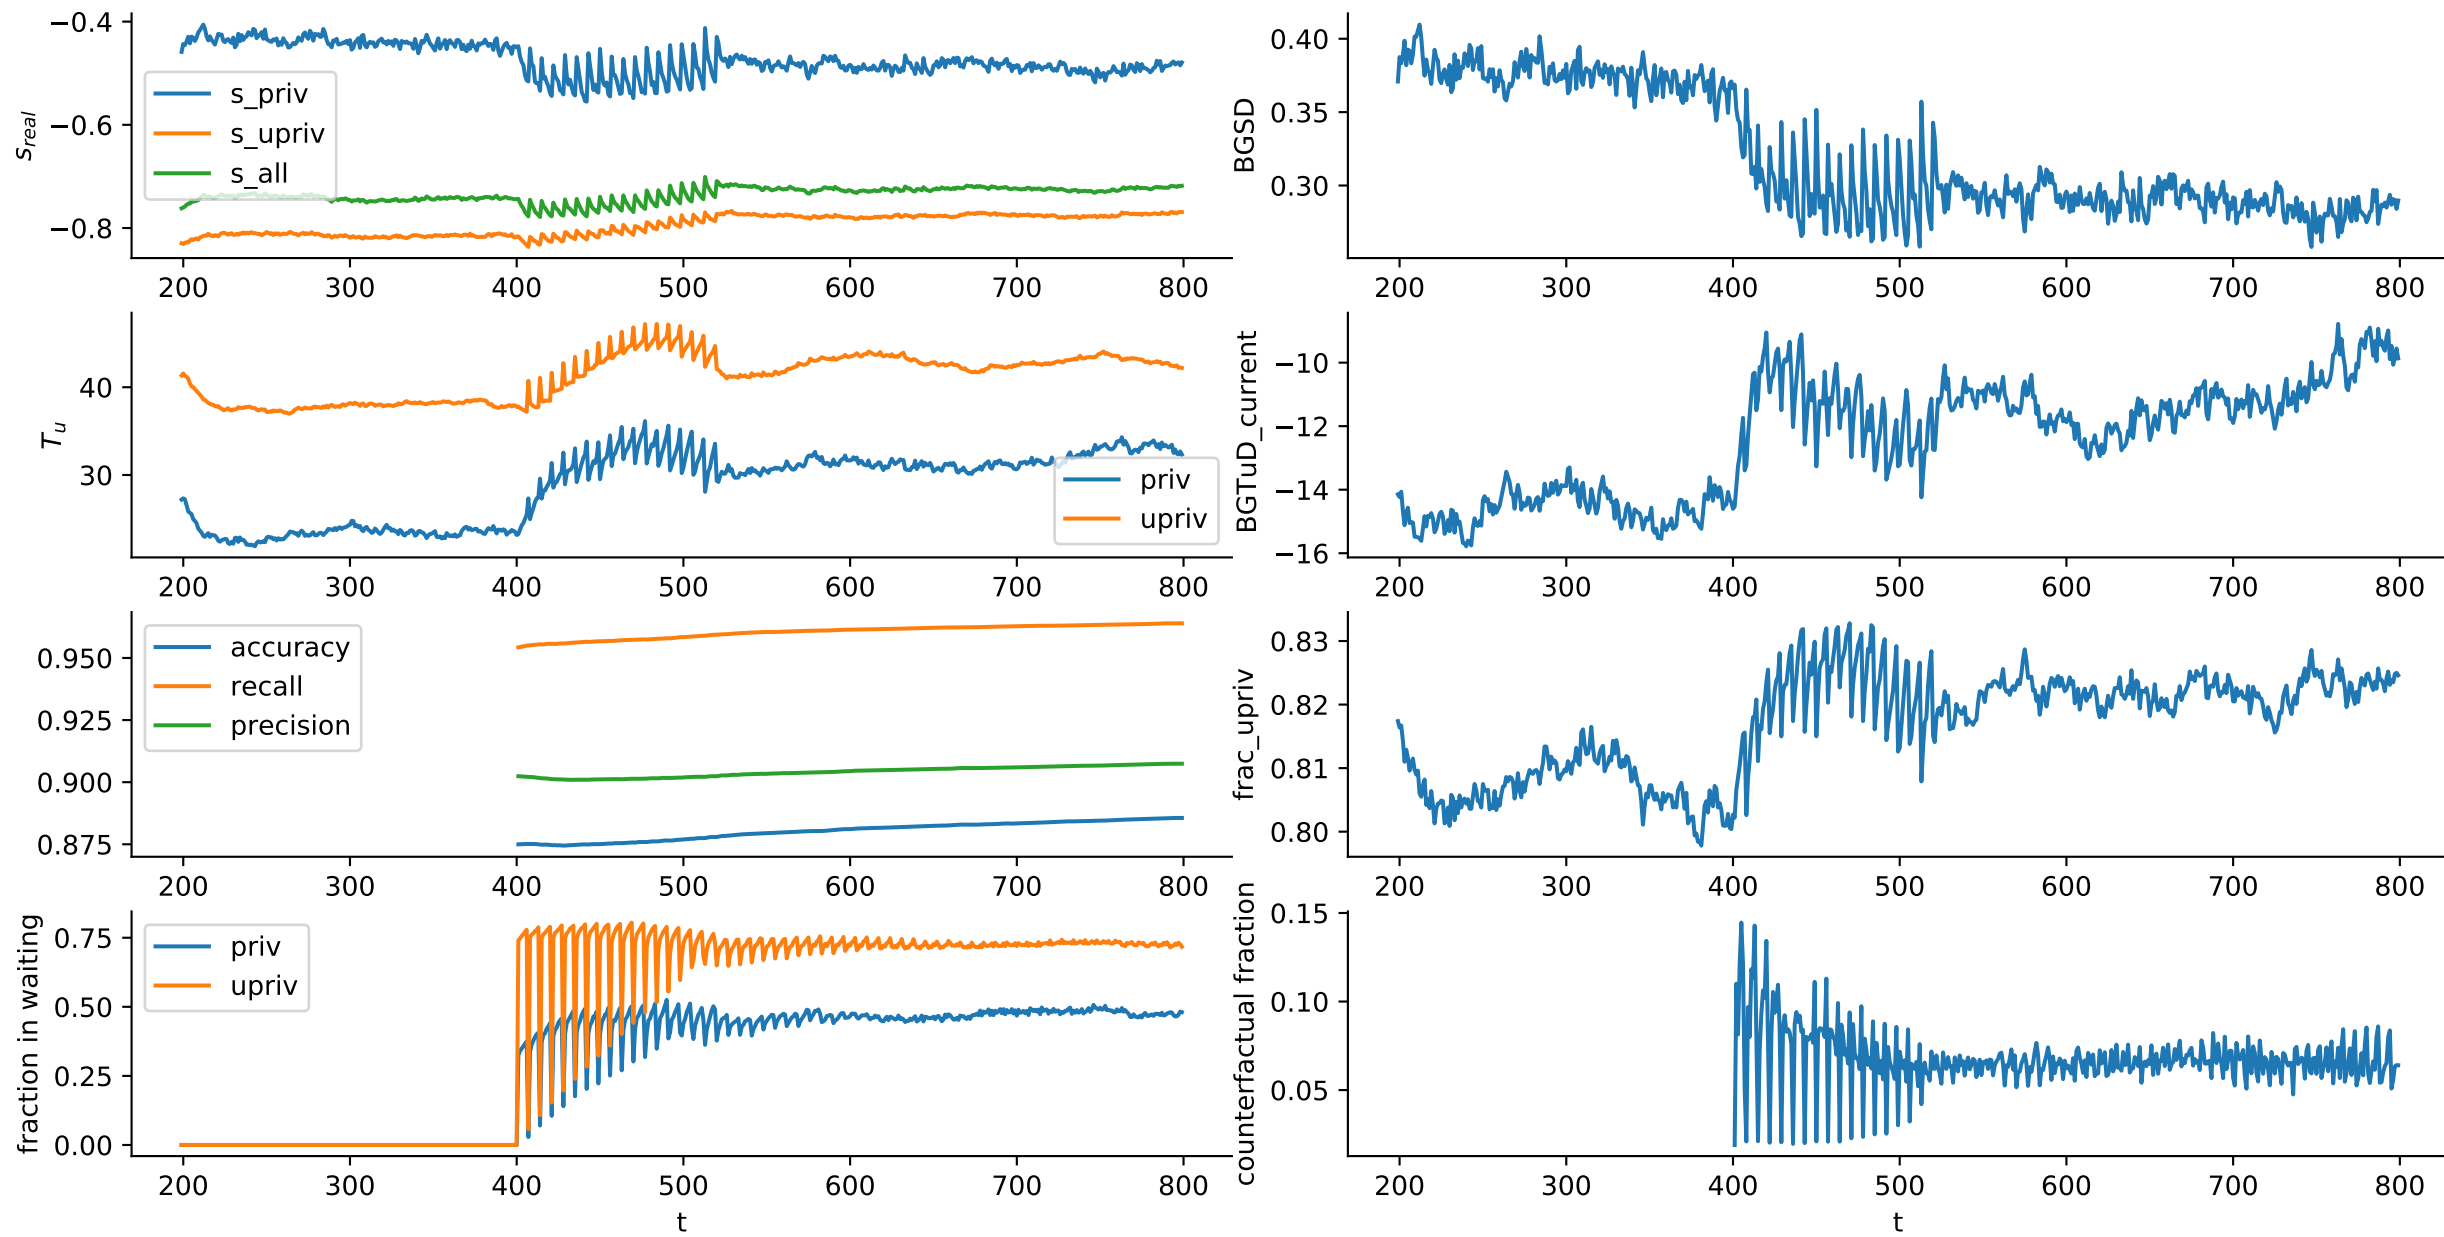 −0.4
−0.6
−0.8
s_real
s_priv
s_upriv
s_all
200 300 400 500 600 700 800
0.40
0.35
0.30
BGSD
200 300 400 500 600 700 800
40
30
T_u
priv
upriv
200 300 400 500 600 700 800
−10
−12
−14
−16
BGTuD_current
200 300 400 500 600 700 800
0.950
0.925
0.900
0.875
accuracy
recall
precision
200 300 400 500 600 700 800
0.83
0.82
0.81
0.80
frac_upriv
200 300 400 500 600 700 800
0.75
0.50
0.25
0.00
fraction in waiting
priv
upriv
200 300 400 500 600 700 800
t
0.15
0.10
0.05
counterfactual fraction
200 300 400 500 600 700 800
t